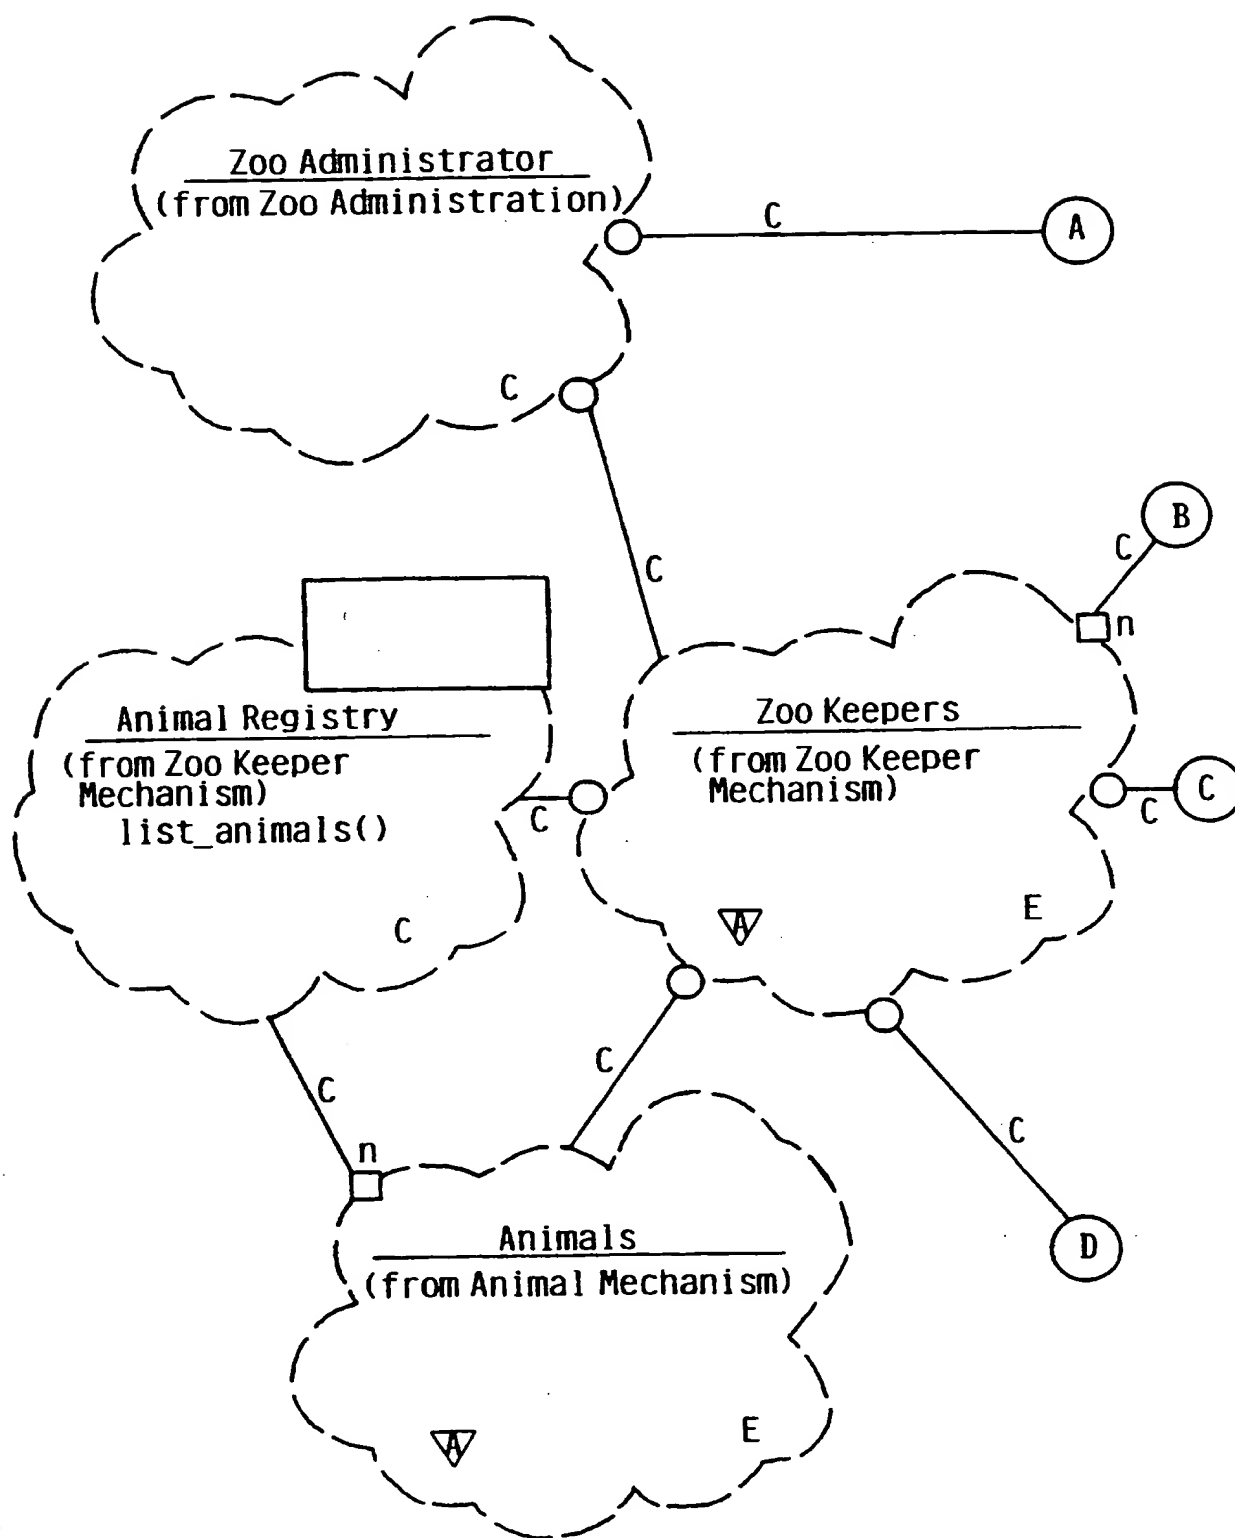 Zoo Administrator
(from Zoo Administration)
C
A
C
C
B
C
n
Animal Registry
(from Zoo Keeper
Mechanism)
list_animals()
C
C
Zoo Keepers
(from Zoo Keeper
Mechanism)
C
C
E
A
C
C
C
D
n
Animals
(from Animal Mechanism)
A
E